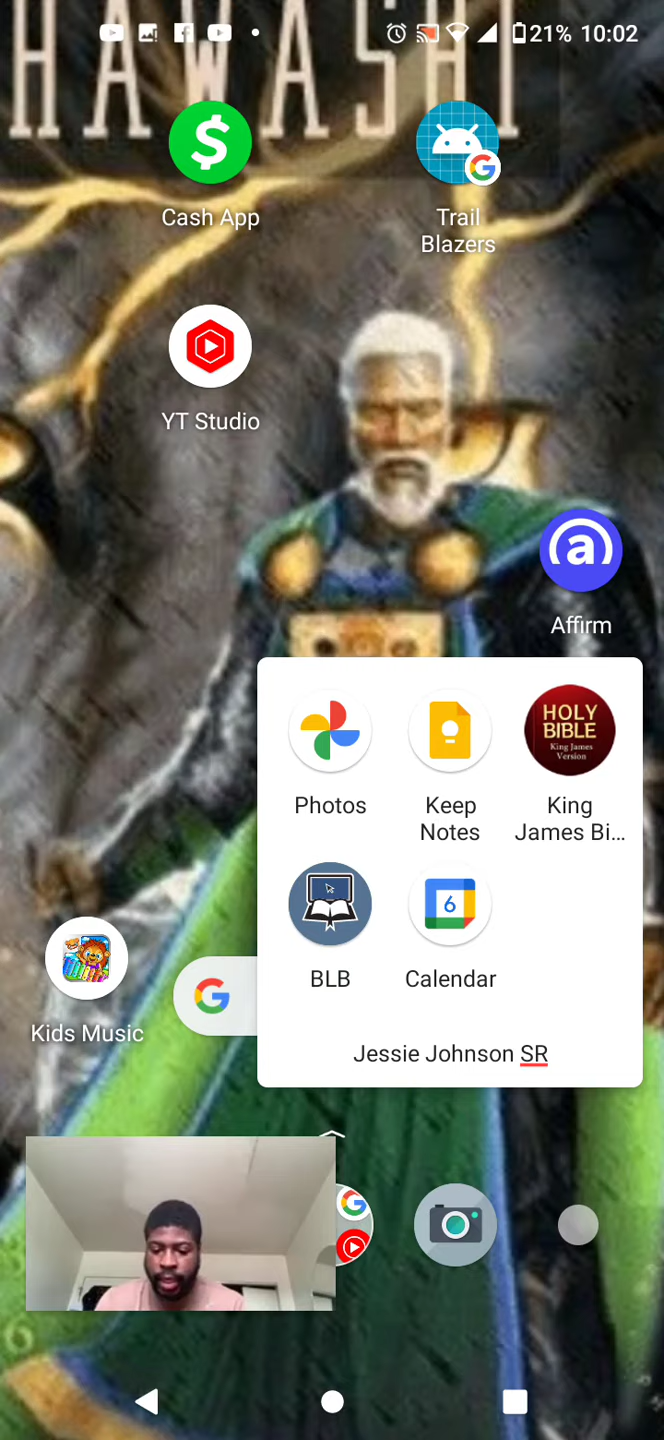 HAWASHI
21% 10:02
$
Cash App
G
Trail
Blazers
YT Studio
a
Affirm
HOLY
BIBLE
King James
Version
Photos
Keep
Notes
King
James Bi...
6
BLB
Calendar
Kids Music
G
Jessie Johnson SR
G